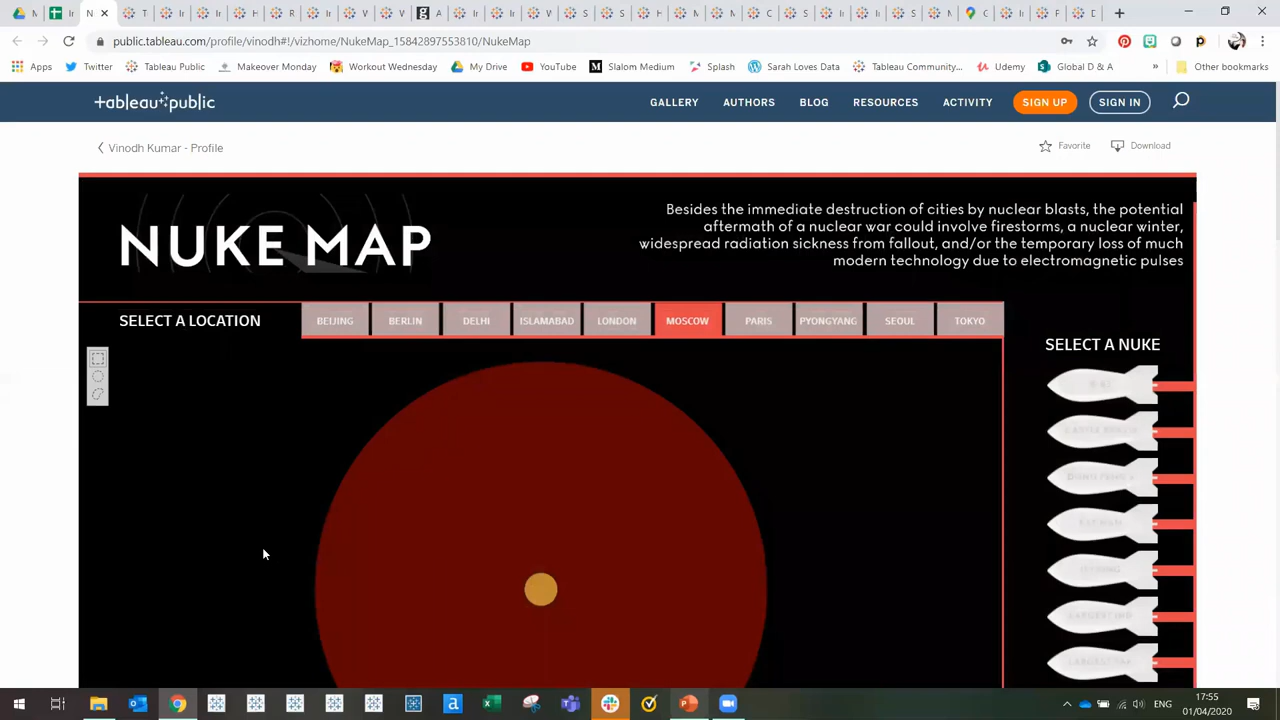 N
T
A
S
C
public.tableau.com/profile/vinodh#!/vizhome/NukeMap_15842897553810/NukeMap
Apps
Twitter
Tableau Public
Makeover Monday
Workout Wednesday
My Drive
YouTube
Slalom Medium
Splash
Sarah Loves Data
Tableau Community...
Udemy
Global D & A
»
Other bookmarks
+ableau+public
GALLERY
AUTHORS
BLOG
RESOURCES
ACTIVITY
SIGN UP
SIGN IN
Vinodh Kumar - Profile
Favorite
Download
NUKE MAP
Besides the immediate destruction of cities by nuclear blasts, the potential
aftermath of a nuclear war could involve firestorms, a nuclear winter,
widespread radiation sickness from fallout, and/or the temporary loss of much
modern technology due to electromagnetic pulses
SELECT A LOCATION
BEIJING
BERLIN
DELHI
ISLAMABAD
LONDON
MOSCOW
PARIS
PYONGYANG
SEOUL
TOKYO
SELECT A NUKE
ENG
17:55
01/04/2020